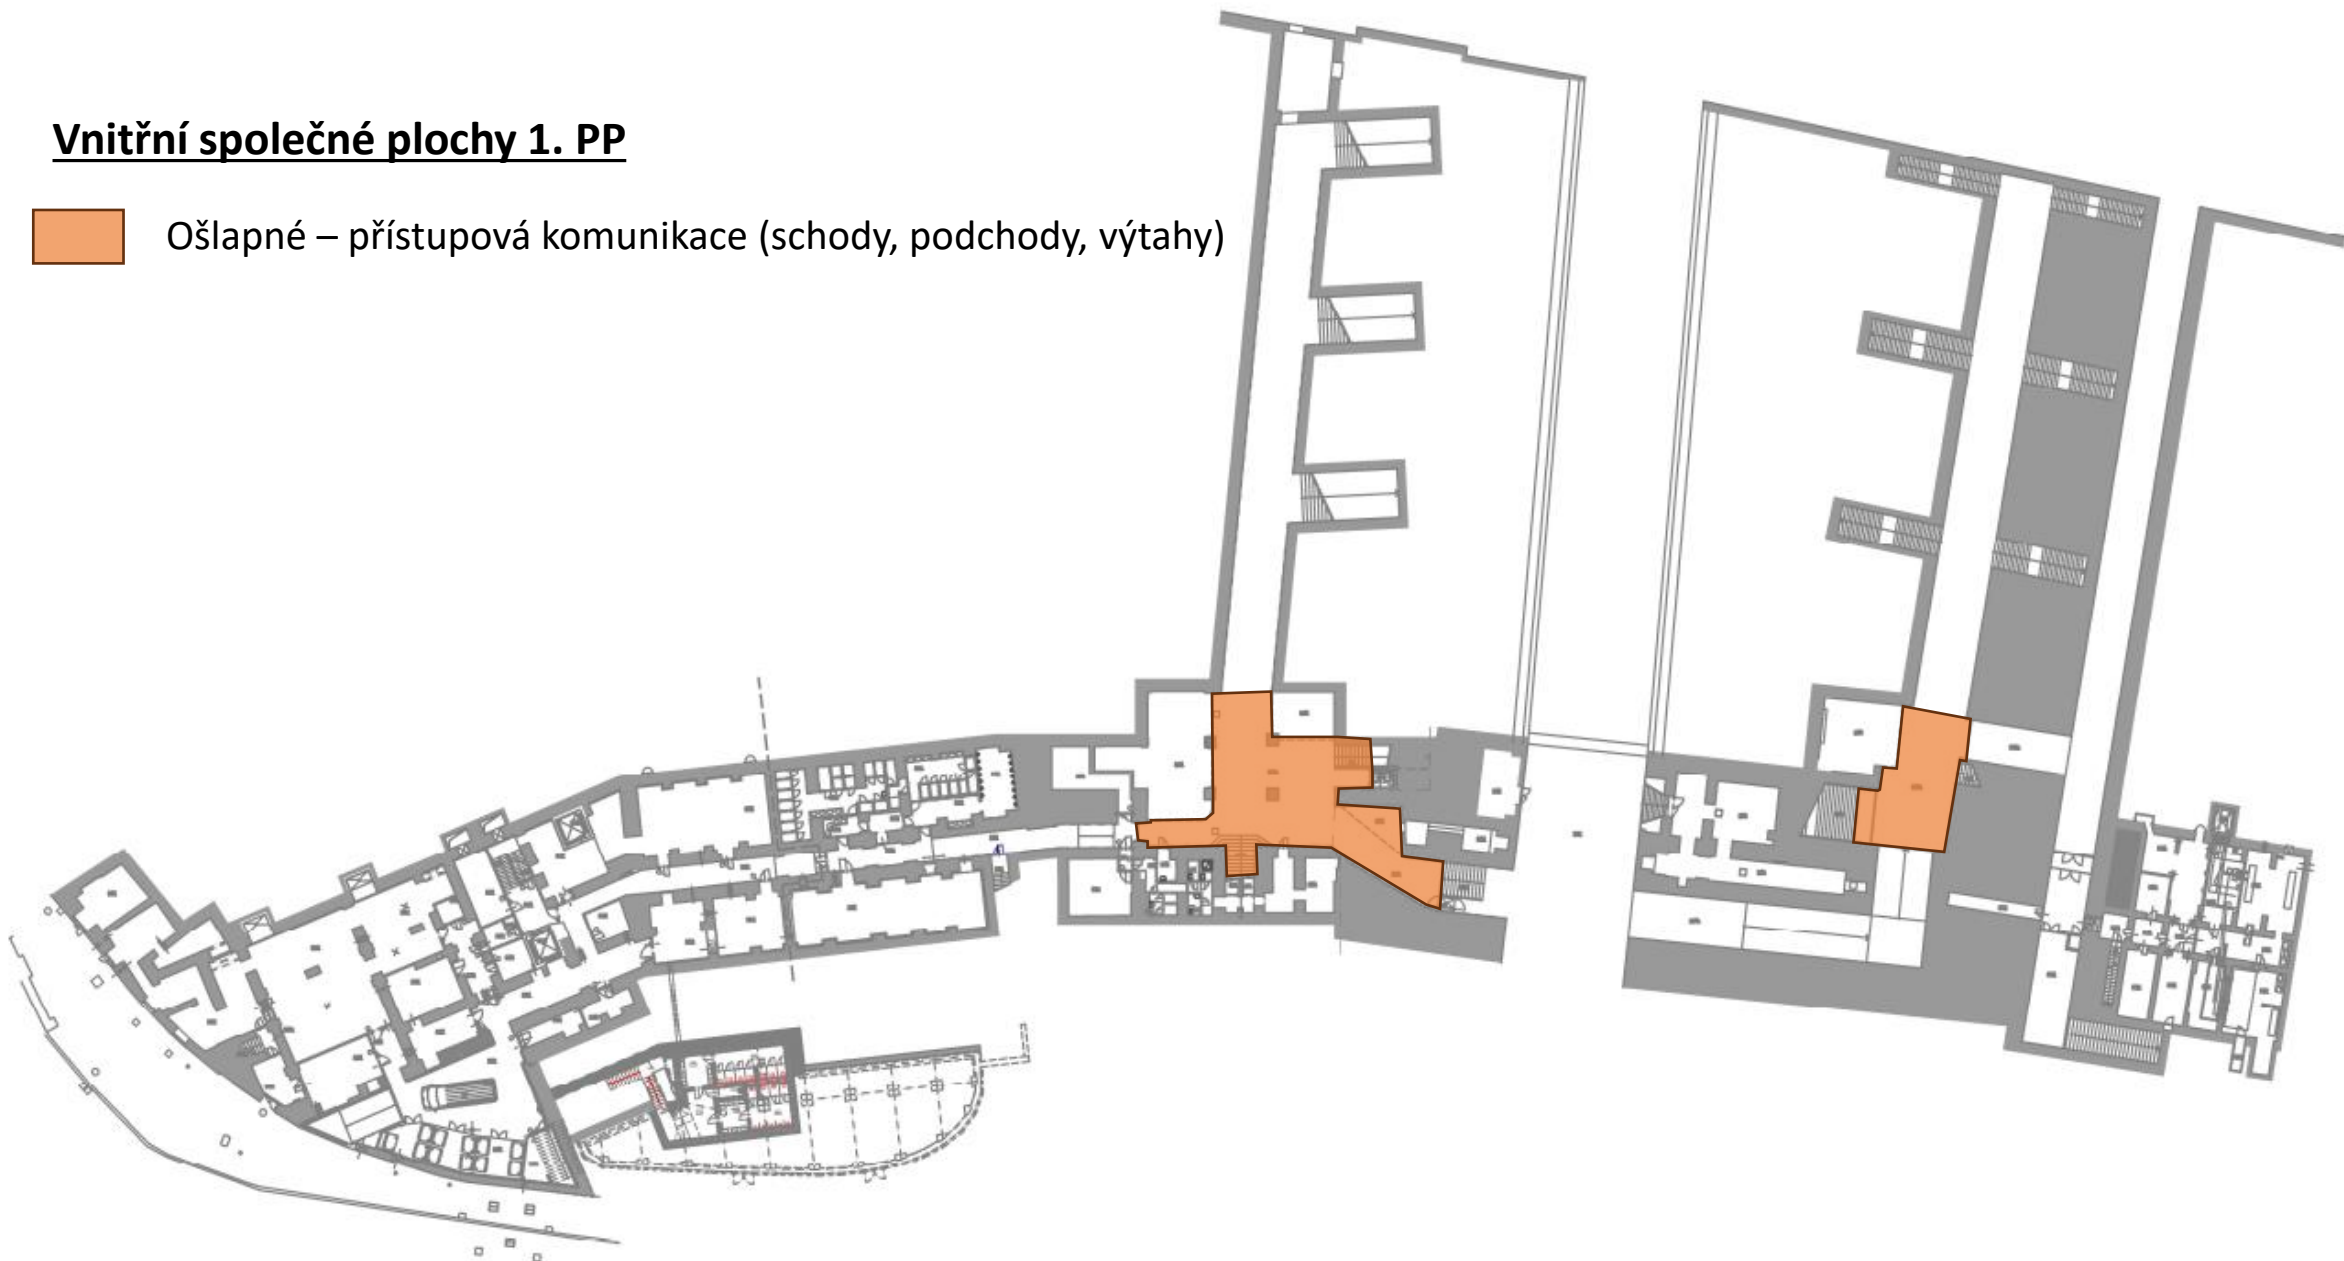 Vnitřní společné plochy 1. PP
Ošlapné – přístupová komunikace (schody, podchody, výtahy)